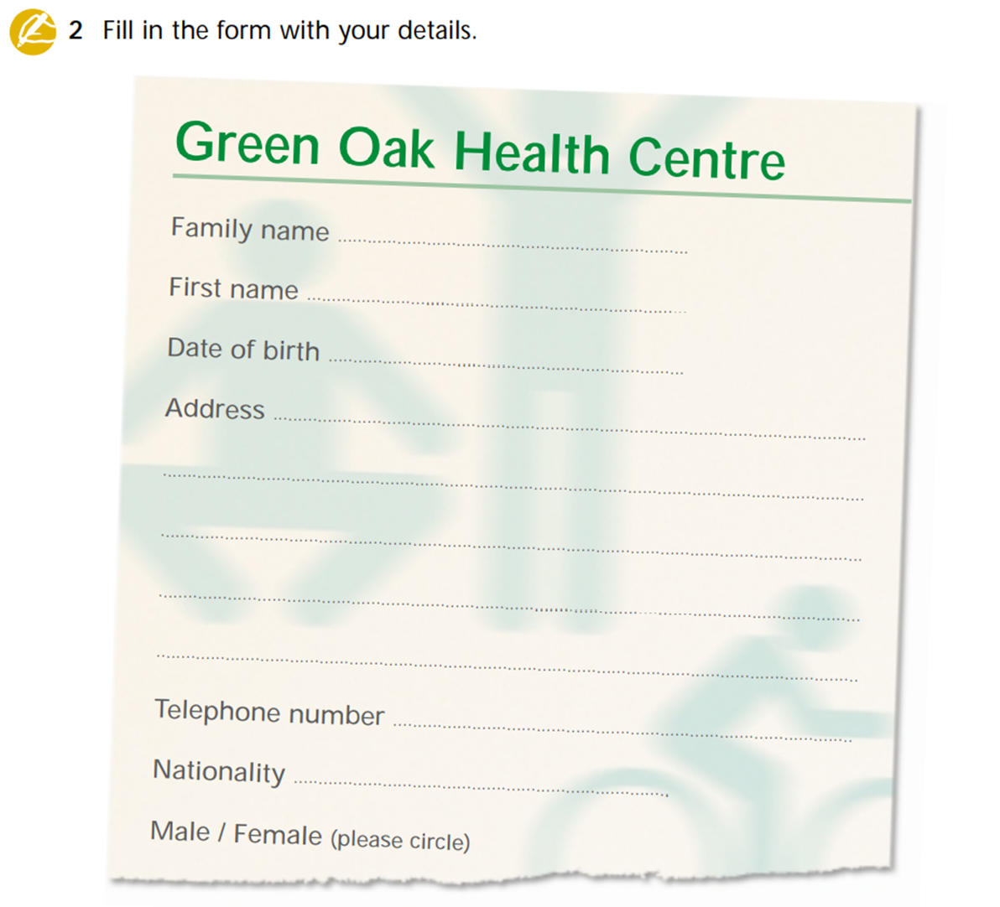 2 Fill in the form with your details.
Green Oak Health Centre
Family name ........................................
First name ........................................
Date of birth ........................................
Address ........................................
........................................
........................................
........................................
........................................
Telephone number ........................................
Nationality ........................................
Male / Female (please circle)